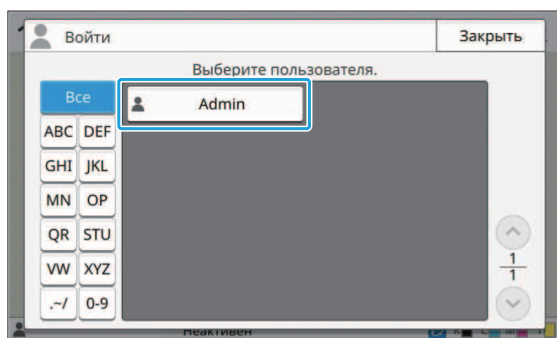 Войти
Закрыть
Выберите пользователя.
Все
Admin
ABC DEF
GHI JKL
MN OP
QR STU
VW XYZ
.~/ 0-9
1
1
Неактивен